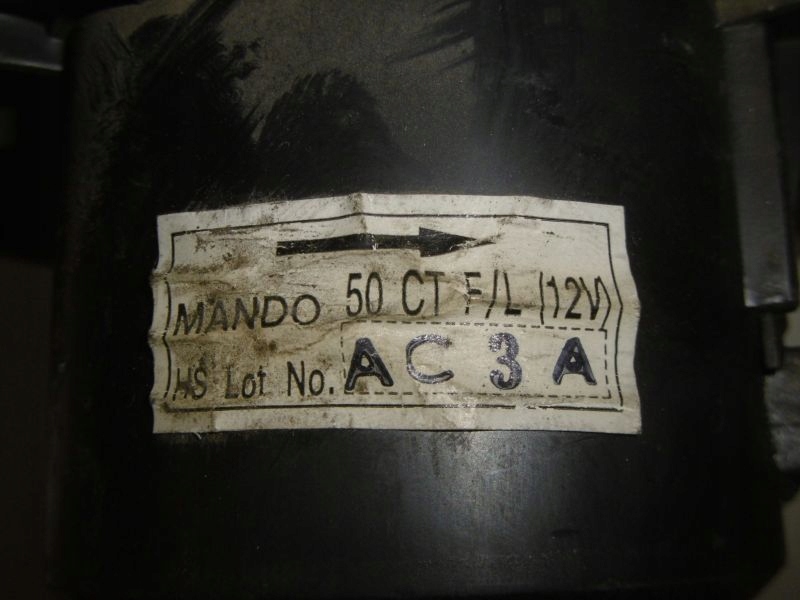 MANDO 50 CT F/L (12V)
HS Lot No. AC3A